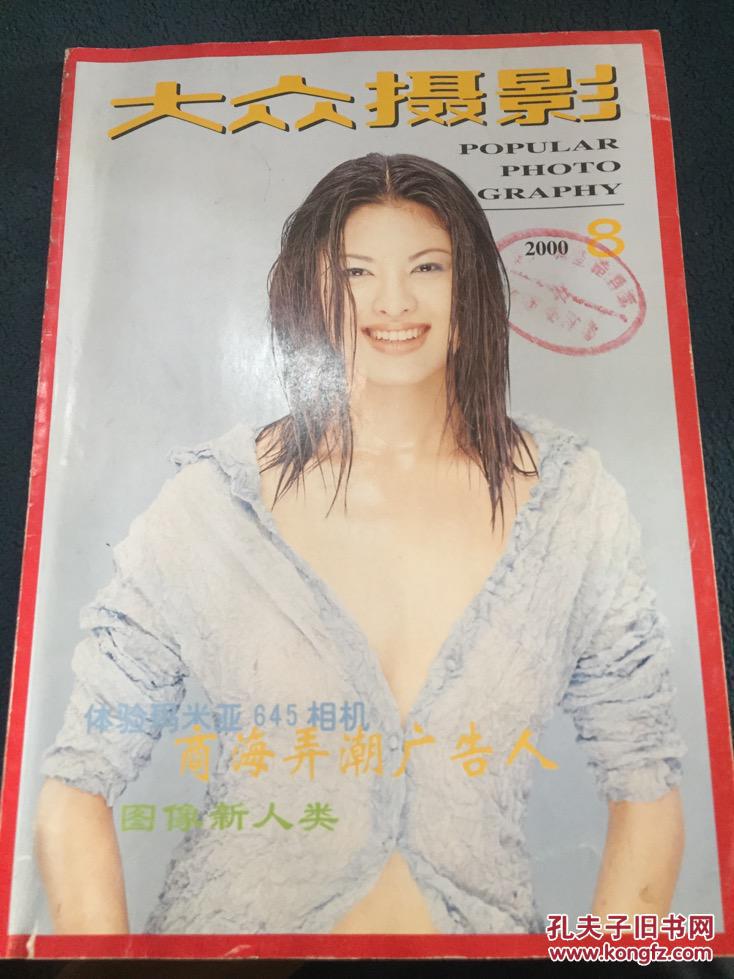 大众摄影
POPULAR
PHOTO
GRAPHY
2000 8
体验玛米亚645相机
商海弄潮广告人
图像新人类
孔夫子旧书网
www.kongfz.com